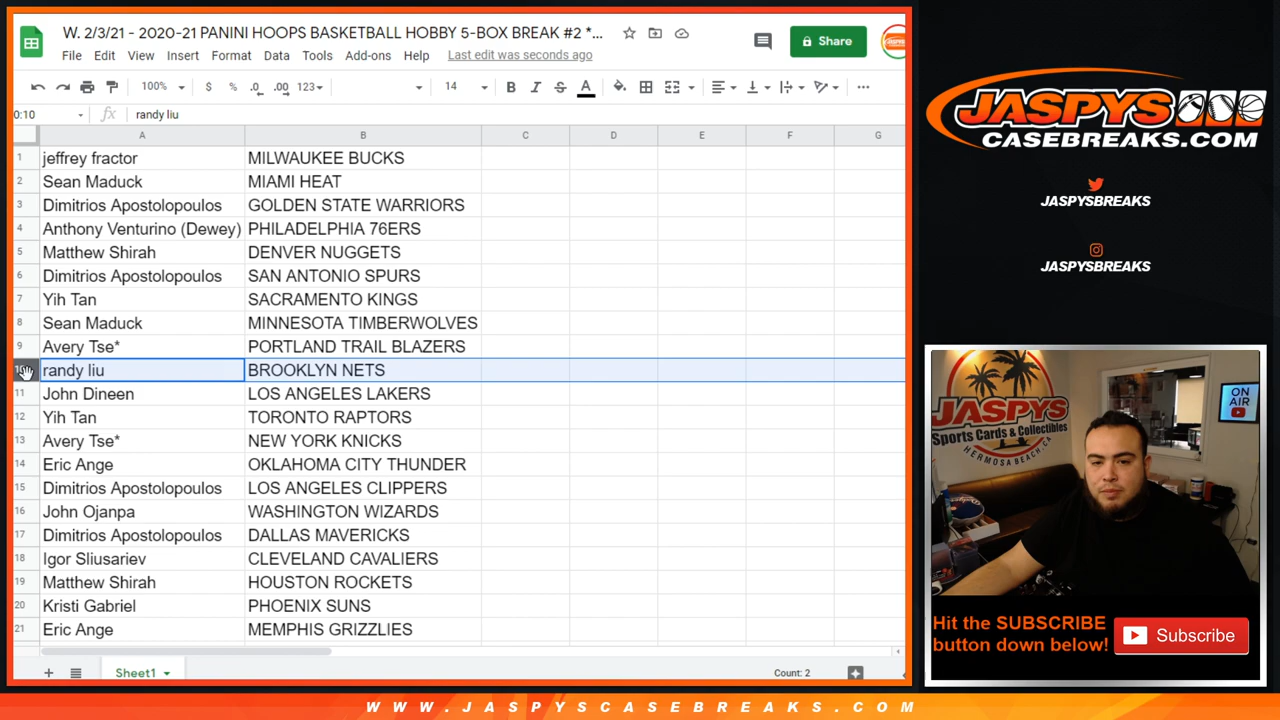 W. 2/3/21 - 2020-21 PANINI HOOPS BASKETBALL HOBBY 5-BOX BREAK #2 *...
Share
File Edit View Insert Format Data Tools Add-ons Help Last edit was seconds ago
100% $ % .0 .00 123 14 B I S A
0:10 fx randy liu
A B C D E F G
1 jeffrey fractor MILWAUKEE BUCKS
2 Sean Maduck MIAMI HEAT
3 Dimitrios Apostolopoulos GOLDEN STATE WARRIORS
4 Anthony Venturino (Dewey) PHILADELPHIA 76ERS
5 Matthew Shirah DENVER NUGGETS
6 Dimitrios Apostolopoulos SAN ANTONIO SPURS
7 Yih Tan SACRAMENTO KINGS
8 Sean Maduck MINNESOTA TIMBERWOLVES
9 Avery Tse* PORTLAND TRAIL BLAZERS
randy liu BROOKLYN NETS
11 John Dineen LOS ANGELES LAKERS
12 Yih Tan TORONTO RAPTORS
13 Avery Tse* NEW YORK KNICKS
14 Eric Ange OKLAHOMA CITY THUNDER
15 Dimitrios Apostolopoulos LOS ANGELES CLIPPERS
16 John Ojanpa WASHINGTON WIZARDS
17 Dimitrios Apostolopoulos DALLAS MAVERICKS
18 Igor Sliusariev CLEVELAND CAVALIERS
19 Matthew Shirah HOUSTON ROCKETS
20 Kristi Gabriel PHOENIX SUNS
21 Eric Ange MEMPHIS GRIZZLIES
Sheet1 Count: 2
JASPYS
CASEBREAKS.COM
JASPYSBREAKS
JASPYSBREAKS
JASPYS
Sports Cards & Collectibles
HERMOSA BEACH, CA
ON
AIR
Hit the SUBSCRIBE
button down below!
Subscribe
WWW.JASPYSCASEBREAKS.COM